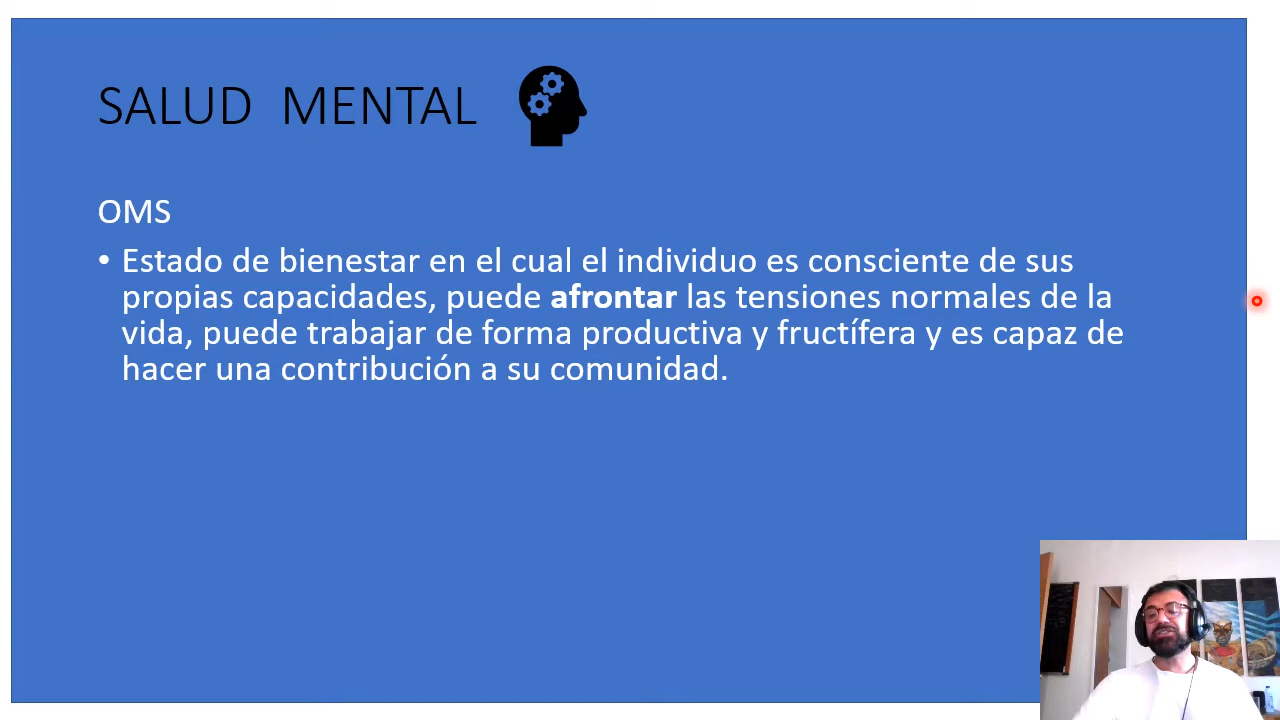 SALUD MENTAL
OMS
• Estado de bienestar en el cual el individuo es consciente de sus
propias capacidades, puede afrontar las tensiones normales de la
vida, puede trabajar de forma productiva y fructífera y es capaz de
hacer una contribución a su comunidad.